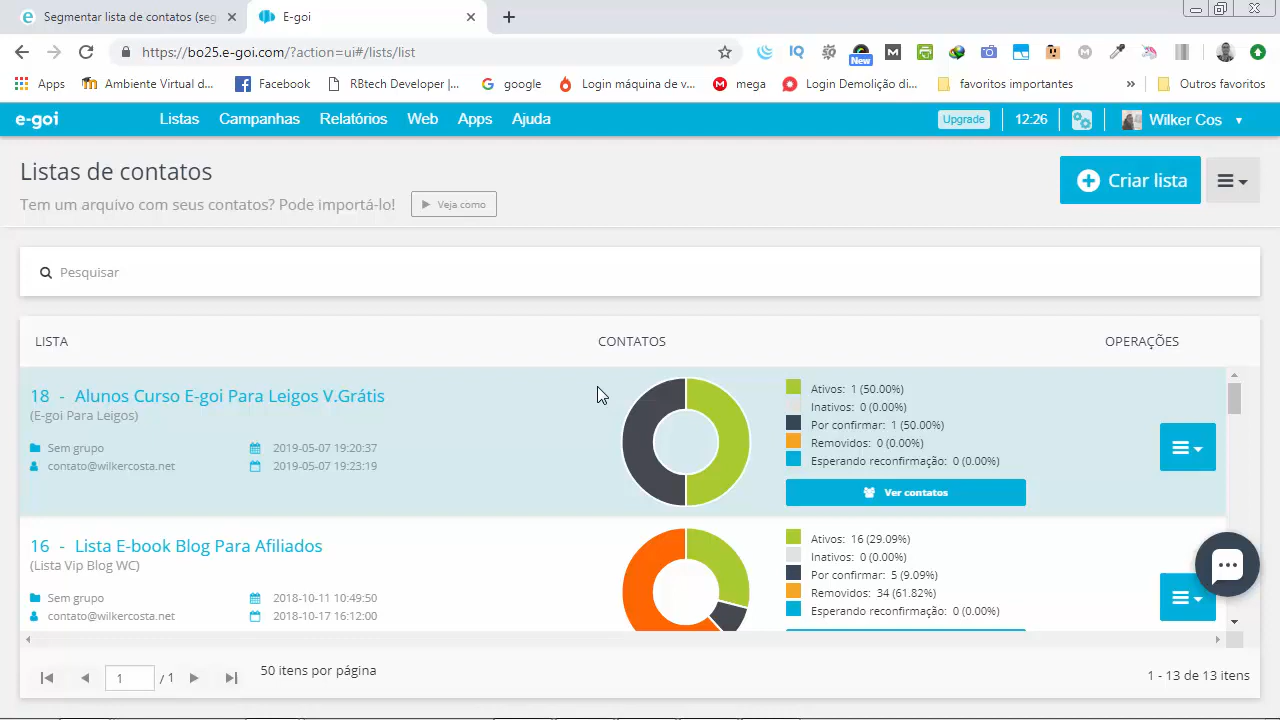 Segmentar lista de contatos (seg
E-goi
https://bo25.e-goi.com/?action=ui#/lists/list
New
Apps
Ambiente Virtual d...
Facebook
RBtech Developer |...
google
Login máquina de v...
mega
Login Demolição di...
favoritos importantes
Outros favoritos
e-goi
Listas
Campanhas
Relatórios
Web
Apps
Ajuda
Upgrade
12:26
Wilker Cos
Listas de contatos
Tem um arquivo com seus contatos? Pode importá-lo!
Veja como
Criar lista
Pesquisar
LISTA
CONTATOS
OPERAÇÕES
18 - Alunos Curso E-goi Para Leigos V.Grátis
(E-goi Para Leigos)
Sem grupo
2019-05-07 19:20:37
contato@wilkercosta.net
2019-05-07 19:23:19
Ativos: 1 (50.00%)
Inativos: 0 (0.00%)
Por confirmar: 1 (50.00%)
Removidos: 0 (0.00%)
Esperando reconfirmação: 0 (0.00%)
Ver contatos
16 - Lista E-book Blog Para Afiliados
(Lista Vip Blog WC)
Sem grupo
2018-10-11 10:49:50
contato@wilkercosta.net
2018-10-17 16:12:00
Ativos: 16 (29.09%)
Inativos: 0 (0.00%)
Por confirmar: 5 (9.09%)
Removidos: 34 (61.82%)
Esperando reconfirmação: 0 (0.00%)
1 / 1
50 itens por página
1 - 13 de 13 itens